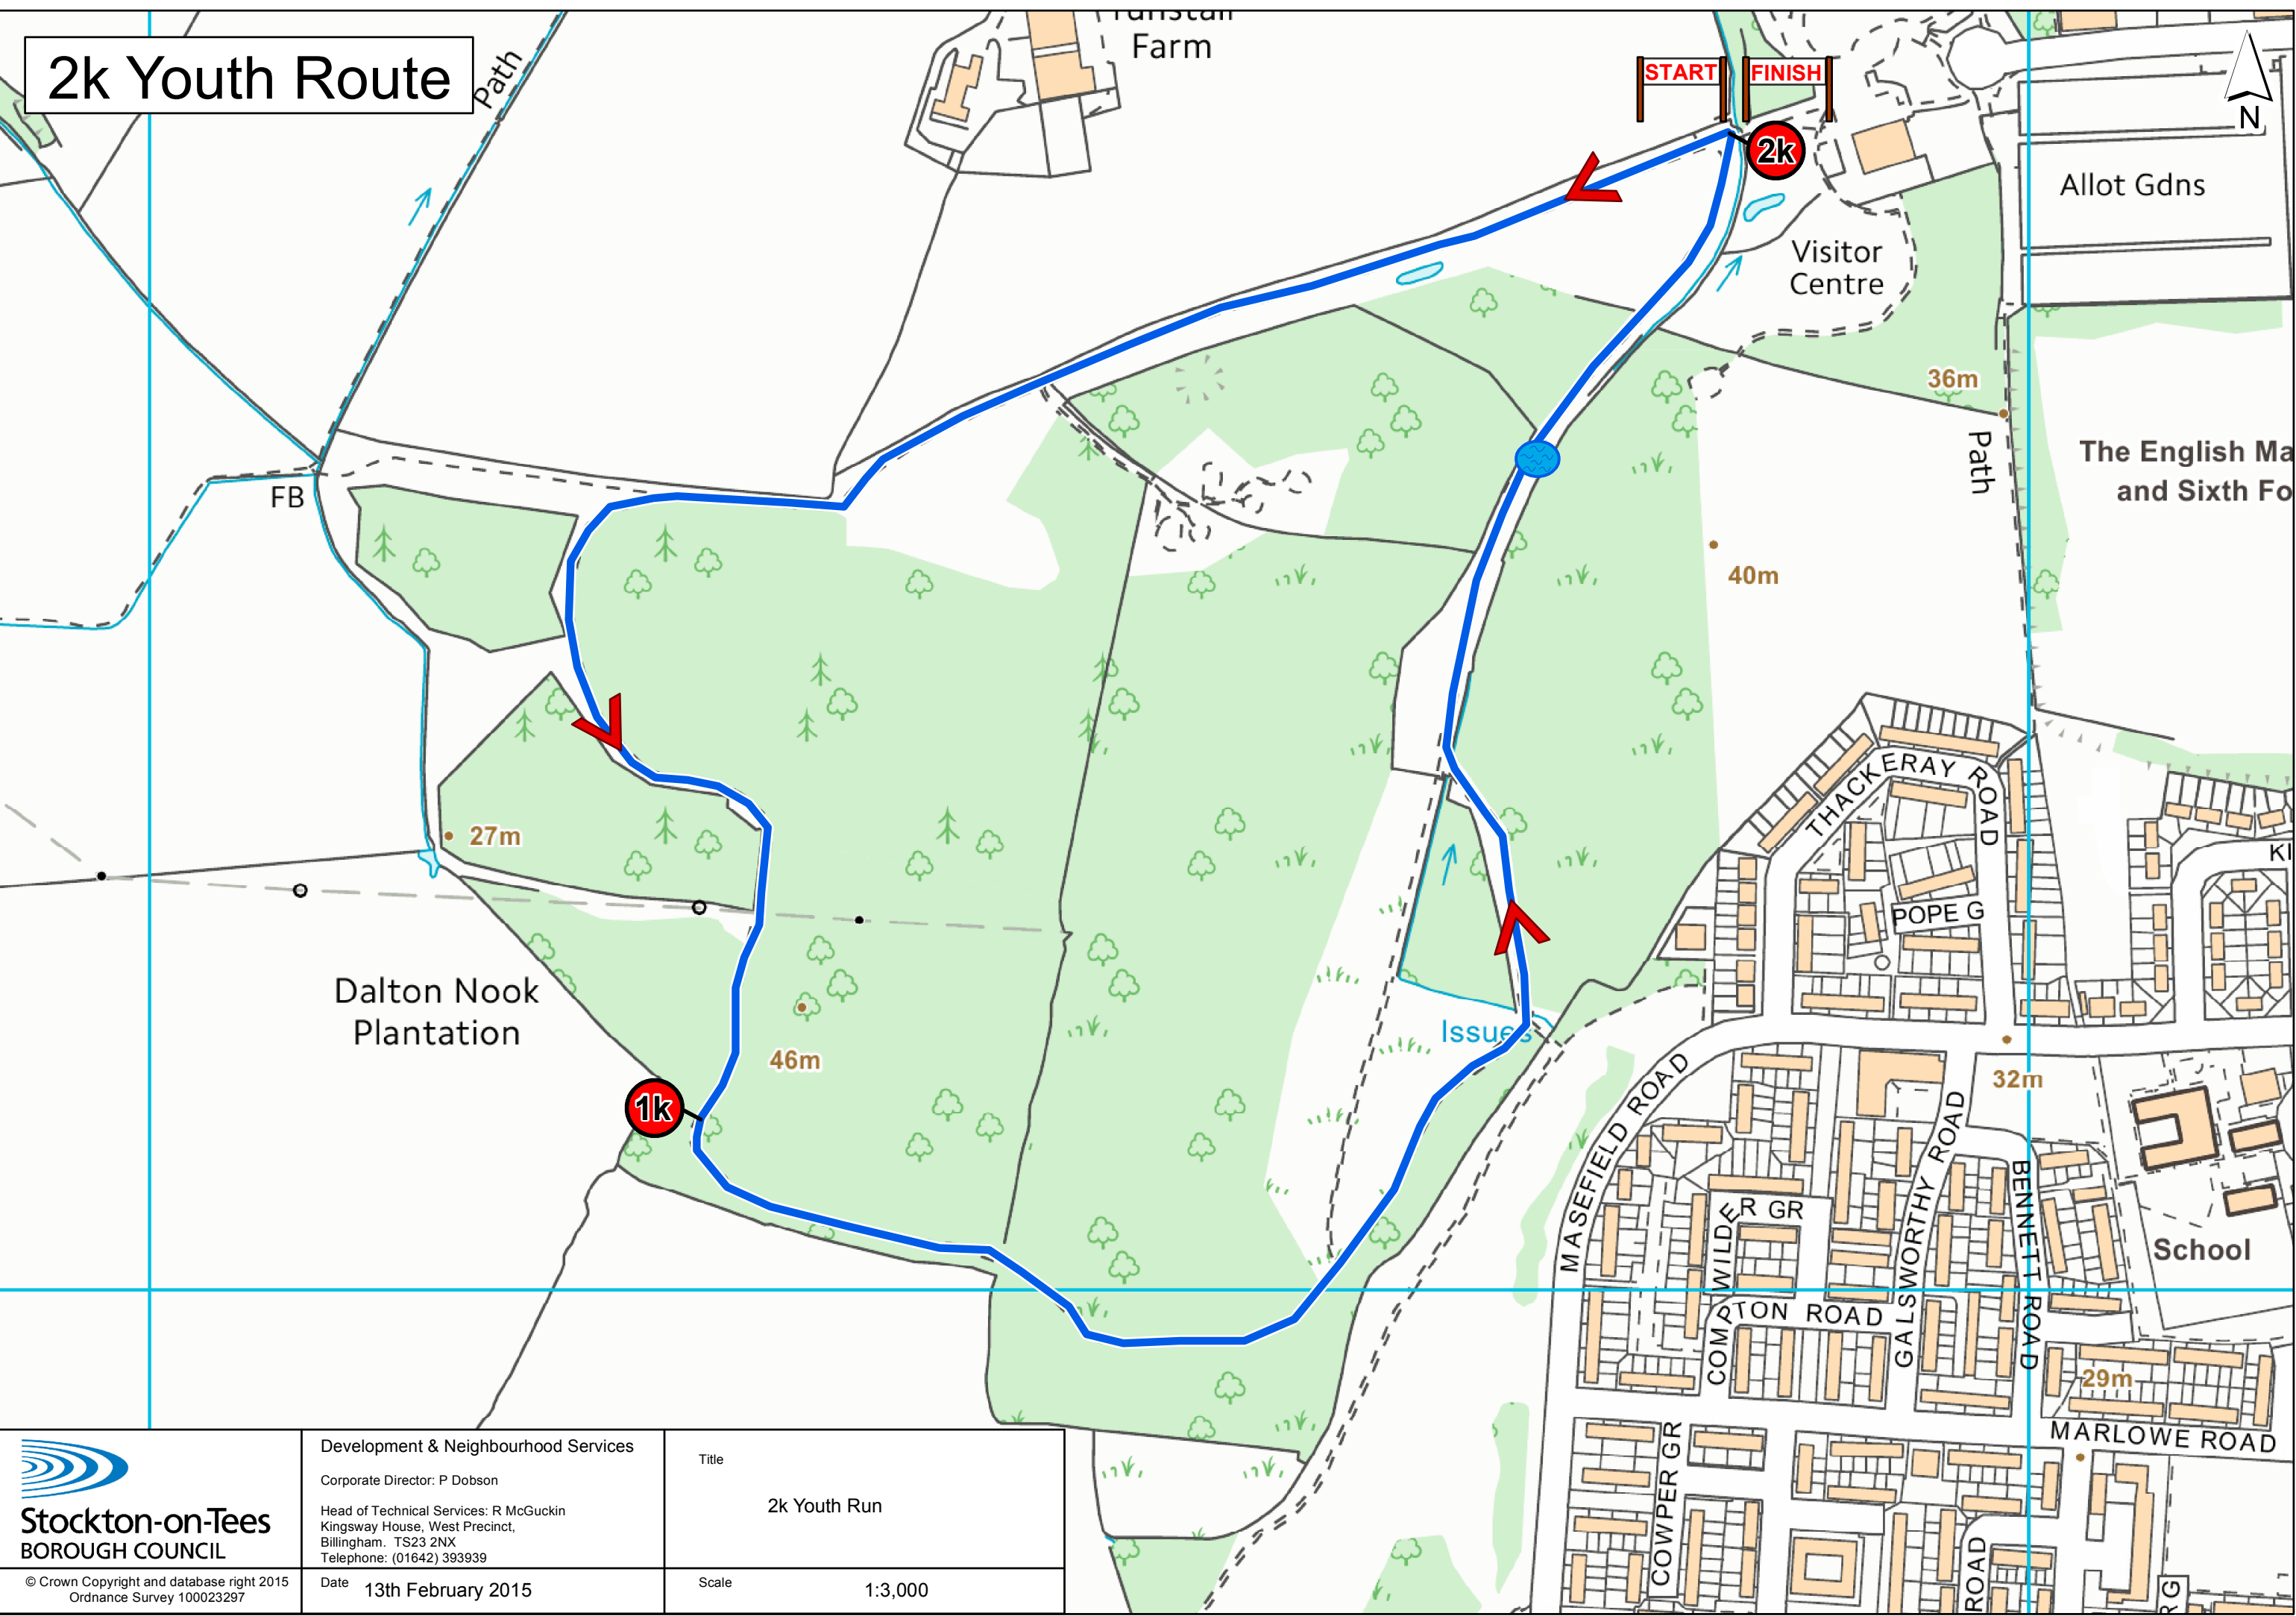 2k Youth Route
Path
Farm
START
FINISH
2k
N
Allot Gdns
Visitor
Centre
36m
Path
The English Ma
and Sixth Fo
FB
40m
THACKERAY ROAD
27m
KI
POPE G
Dalton Nook
Plantation
Issues
46m
1k
MASEFIELD ROAD
32m
GALSWORTHY ROAD
BENNETT ROAD
WILDER GR
School
COMPTON ROAD
29m
MARLOWE ROAD
COWPER GR
ROAD
RG
Stockton-on-Tees
BOROUGH COUNCIL
© Crown Copyright and database right 2015
Ordnance Survey 100023297
Development & Neighbourhood Services
Corporate Director: P Dobson
Head of Technical Services: R McGuckin
Kingsway House, West Precinct,
Billingham. TS23 2NX
Telephone: (01642) 393939
Date
13th February 2015
Title
2k Youth Run
Scale
1:3,000